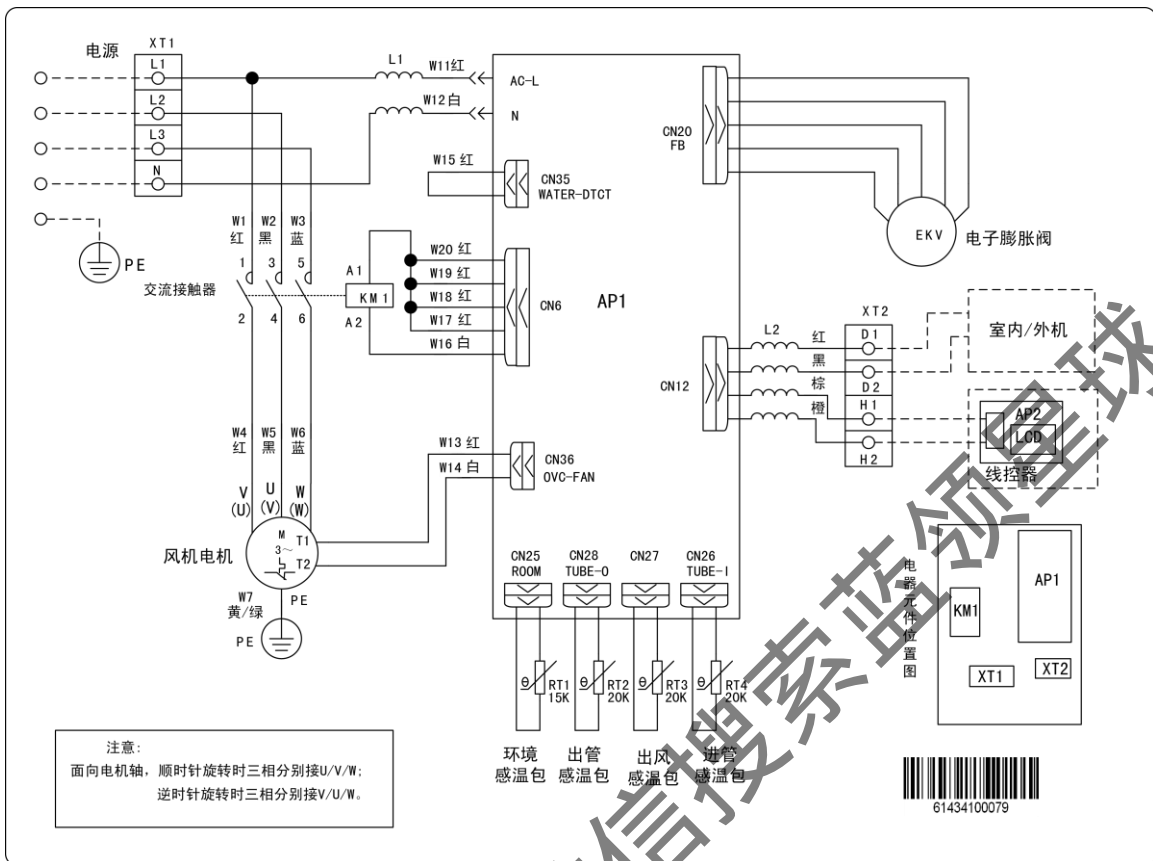 电源
XT1
L1
L2
L3
N
PE
L1
W11红
W12白
AC-L
N
W15 红
CN35
WATER-DTCT
W1 W2 W3
红 黑 蓝
1 3 5
交流接触器
2 4 6
A1
KM1
A2
W20 红
W19 红
W18 红
W17 红
W16 白
CN6
AP1
CN20
FB
EKV
电子膨胀阀
CN12
L2
红
黑
棕
橙
XT2
D1
D2
H1
H2
室内/外机
AP2
LCD
线控器
W4 W5 W6
红 黑 蓝
V U W
(U) (V) (W)
风机电机
M
3～
T1
T2
W13 红
W14 白
CN36
OVC-FAN
W7
黄/绿
PE
PE
CN25
ROOM
CN28
TUBE-O
CN27
CN26
TUBE-I
θ
RT1
15K
θ
RT2
20K
θ
RT3
20K
θ
RT4
20K
环境
感温包
出管
感温包
出风
感温包
进管
感温包
电器元件位置图
AP1
KM1
XT1
XT2
注意:
面向电机轴，顺时针旋转时三相分别接U/V/W;
逆时针旋转时三相分别接V/U/W。
61434100079
信搜索蓝领星球